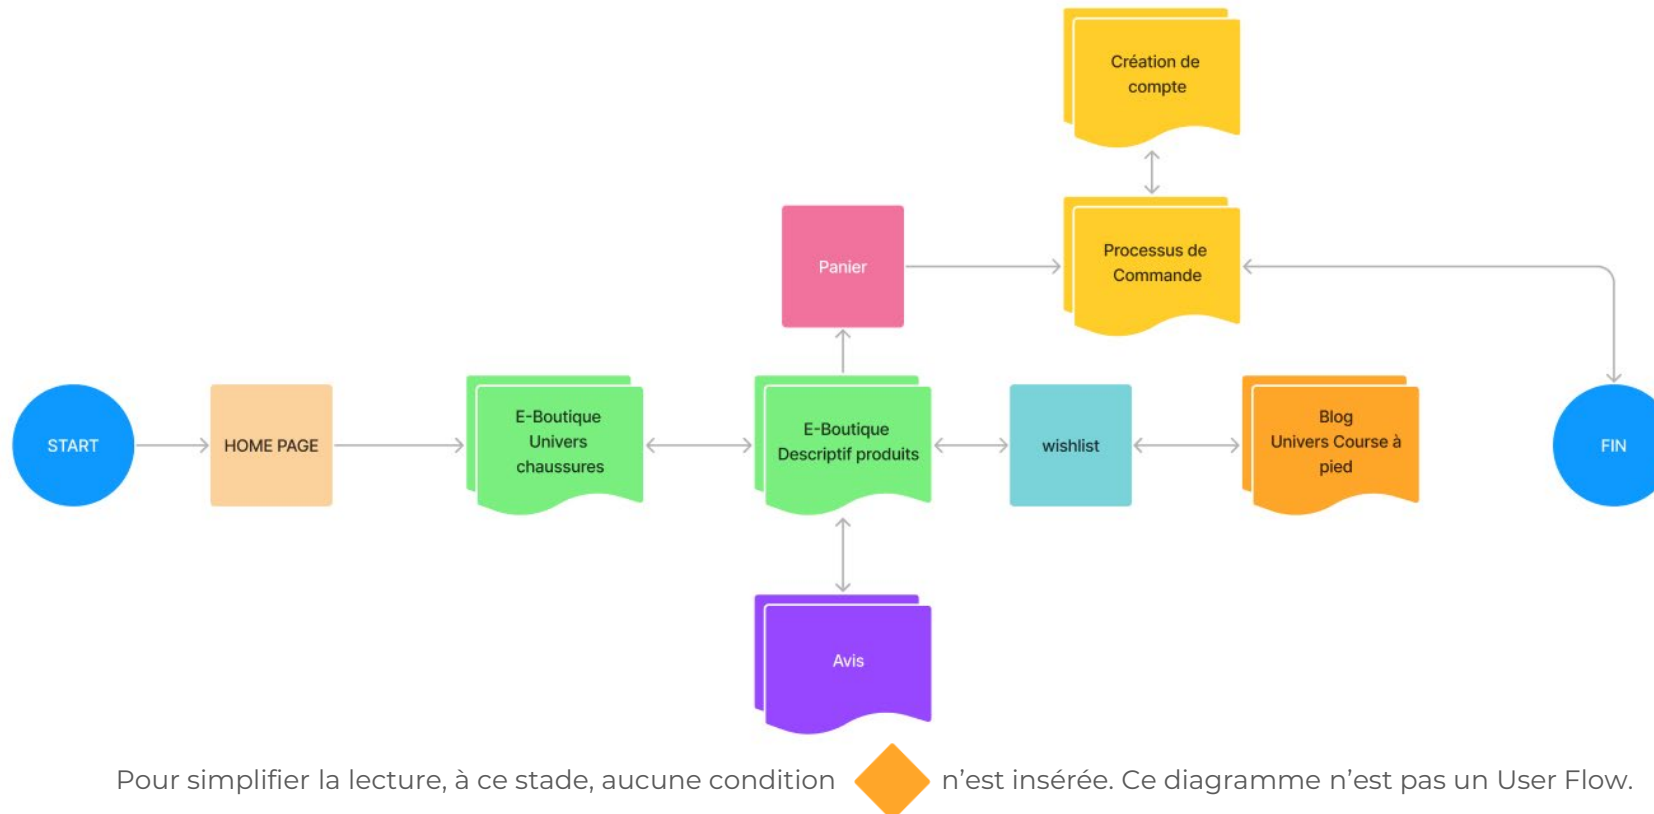 Création de
compte
Processus de
Commande
Panier
START
HOME PAGE
E-Boutique
Univers
chaussures
E-Boutique
Descriptif produits
wishlist
Blog
Univers Course à
pied
FIN
Avis
Pour simplifier la lecture, à ce stade, aucune condition n’est insérée. Ce diagramme n’est pas un User Flow.